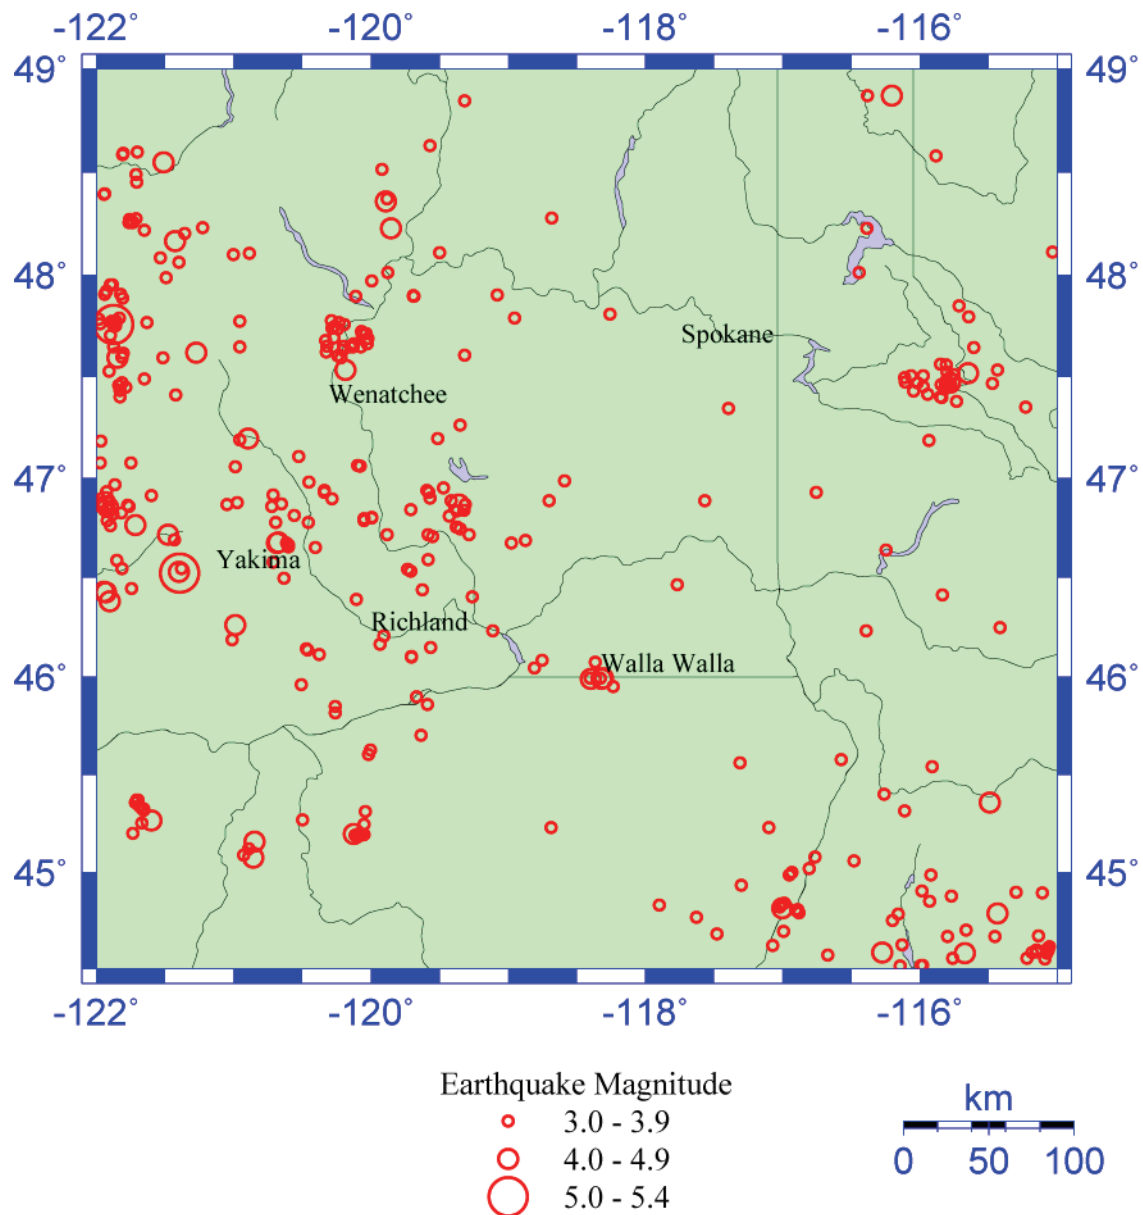 -122° -120° -118° -116°
49° 49°
48° 48°
Spokane
Wenatchee
47° 47°
Yakima
Richland
46° Walla Walla 46°
45° 45°
-122° -120° -118° -116°
Earthquake Magnitude
3.0 - 3.9
4.0 - 4.9
5.0 - 5.4
km
0 50 100